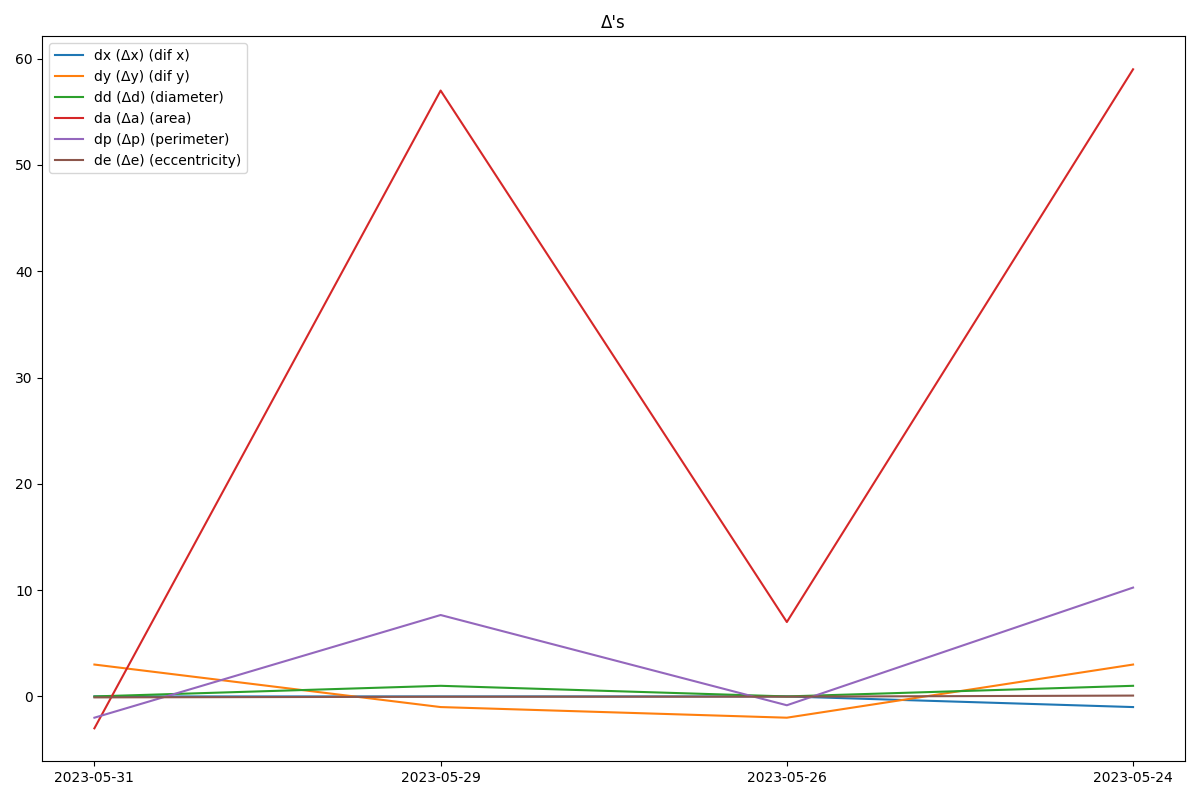 Δ's
dx (Δx) (dif x)
dy (Δy) (dif y)
dd (Δd) (diameter)
da (Δa) (area)
dp (Δp) (perimeter)
de (Δe) (eccentricity)
60
50
40
30
20
10
0
2023-05-31 2023-05-29 2023-05-26 2023-05-24